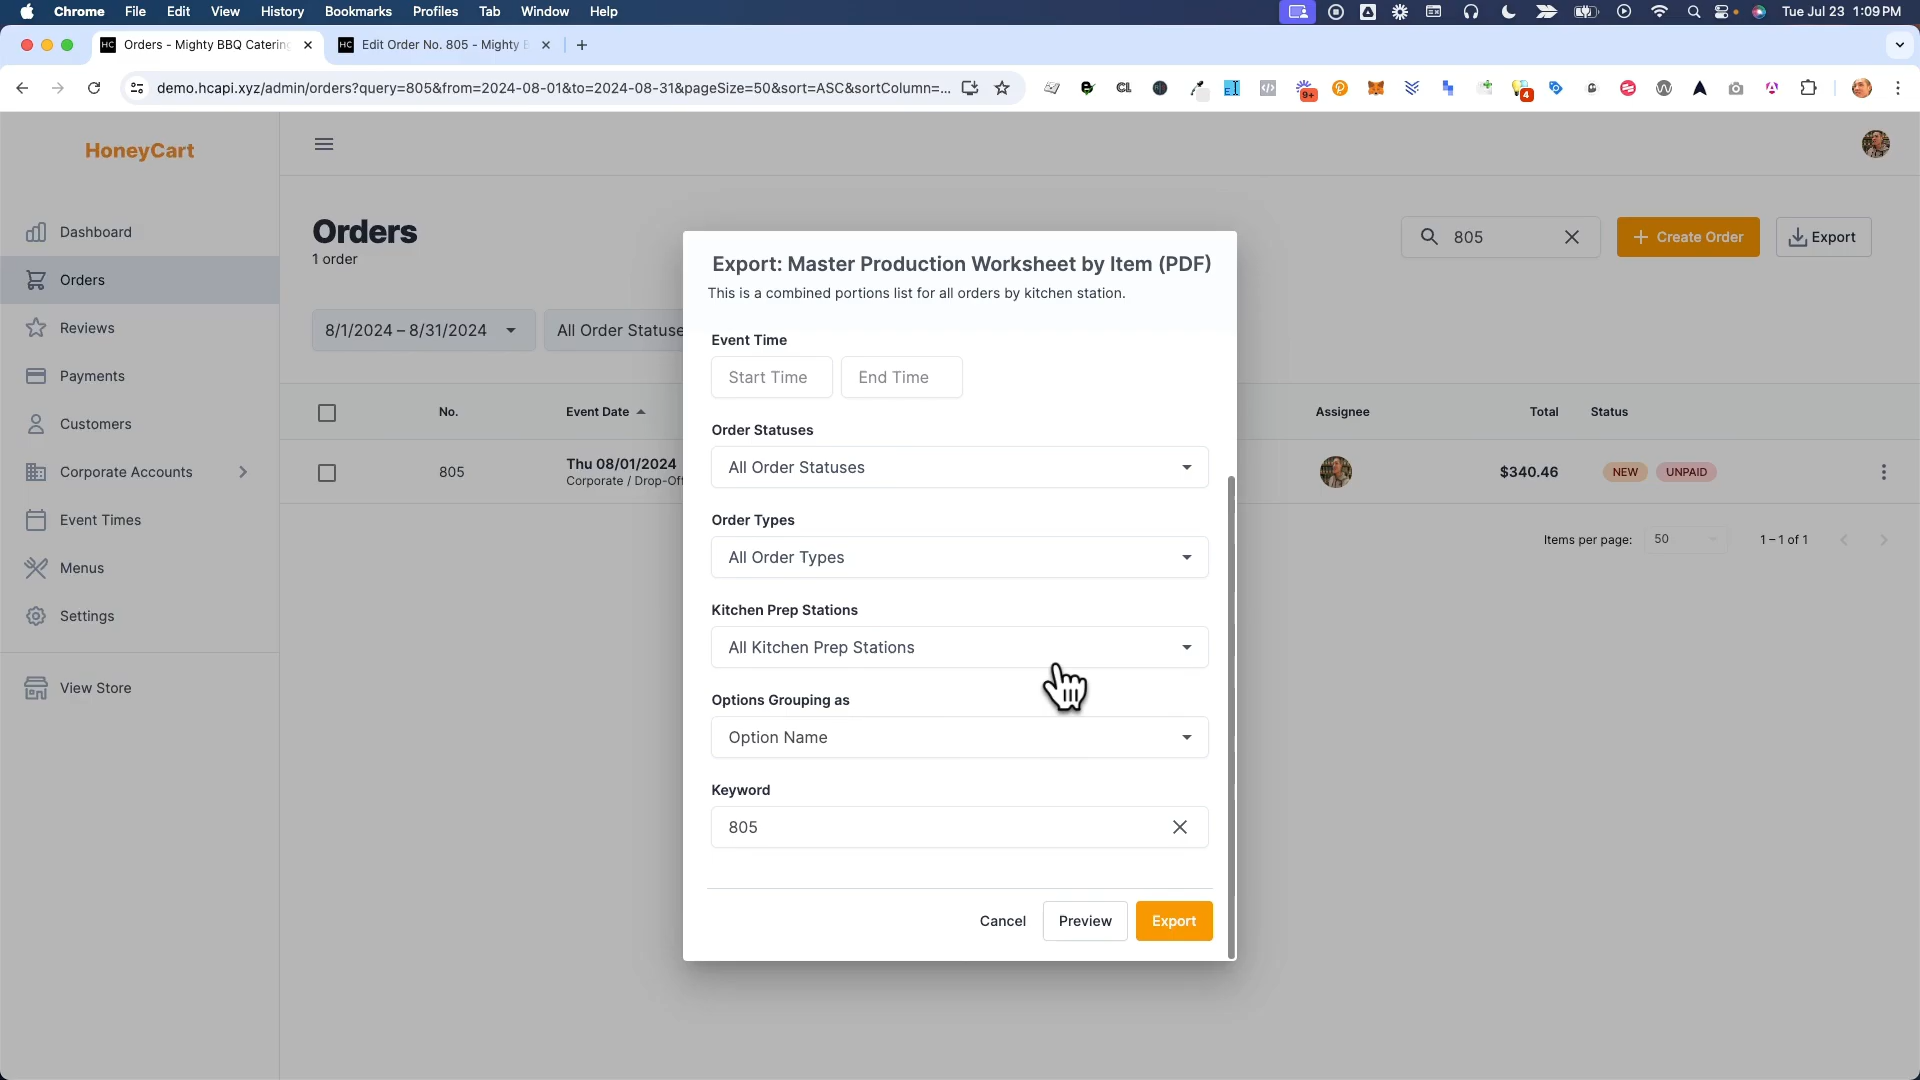 Chrome File Edit View History Bookmarks Profiles Tab Window Help Tue Jul 23 1:09 PM
HC Orders - Mighty BBQ Catering HC Edit Order No. 805 - Mighty
demo.hcapi.xyz/admin/orders?query=805&from=2024-08-01&to=2024-08-31&pageSize=50&sort=ASC&sortColumn=... CL 9+ 4
HoneyCart
Dashboard
Orders
Reviews
Payments
Customers
Corporate Accounts
Event Times
Menus
Settings
View Store
Orders
1 order
805
Create Order
Export
8/1/2024 – 8/31/2024
All Order Statuse
No. Event Date Assignee Total Status
805 Thu 08/01/2024 $340.46 NEW UNPAID
Corporate / Drop-Of
Items per page: 50 1 – 1 of 1
Export: Master Production Worksheet by Item (PDF)
This is a combined portions list for all orders by kitchen station.
Event Time
Start Time End Time
Order Statuses
All Order Statuses
Order Types
All Order Types
Kitchen Prep Stations
All Kitchen Prep Stations
Options Grouping as
Option Name
Keyword
805
Cancel Preview Export